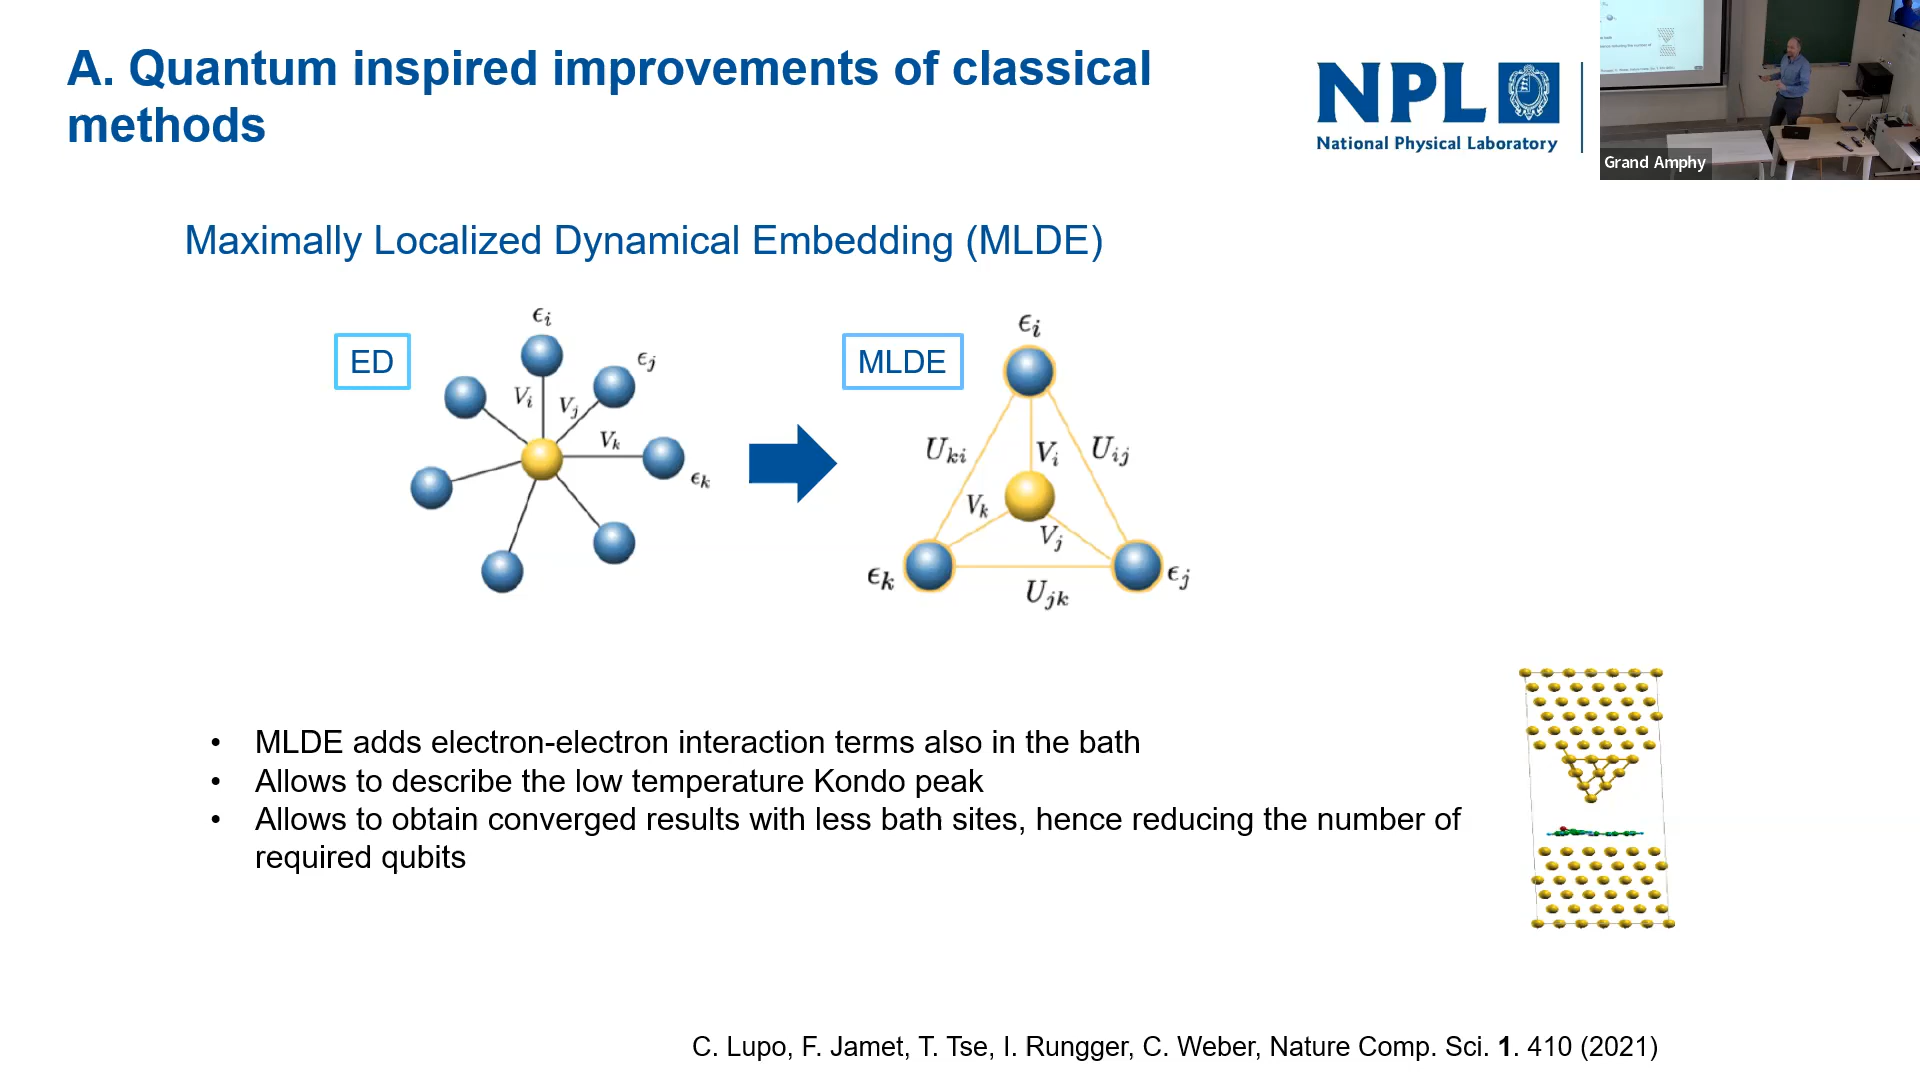 A. Quantum inspired improvements of classical
methods
NPL
National Physical Laboratory
Grand Amphy
Maximally Localized Dynamical Embedding (MLDE)
ED
ϵi
ϵj
Vi
Vj
Vk
ϵk
MLDE
ϵi
Uki
Vi
Uij
Vk
Vj
ϵk
ϵj
Ujk
• MLDE adds electron-electron interaction terms also in the bath
• Allows to describe the low temperature Kondo peak
• Allows to obtain converged results with less bath sites, hence reducing the number of
required qubits
C. Lupo, F. Jamet, T. Tse, I. Rungger, C. Weber, Nature Comp. Sci. 1. 410 (2021)